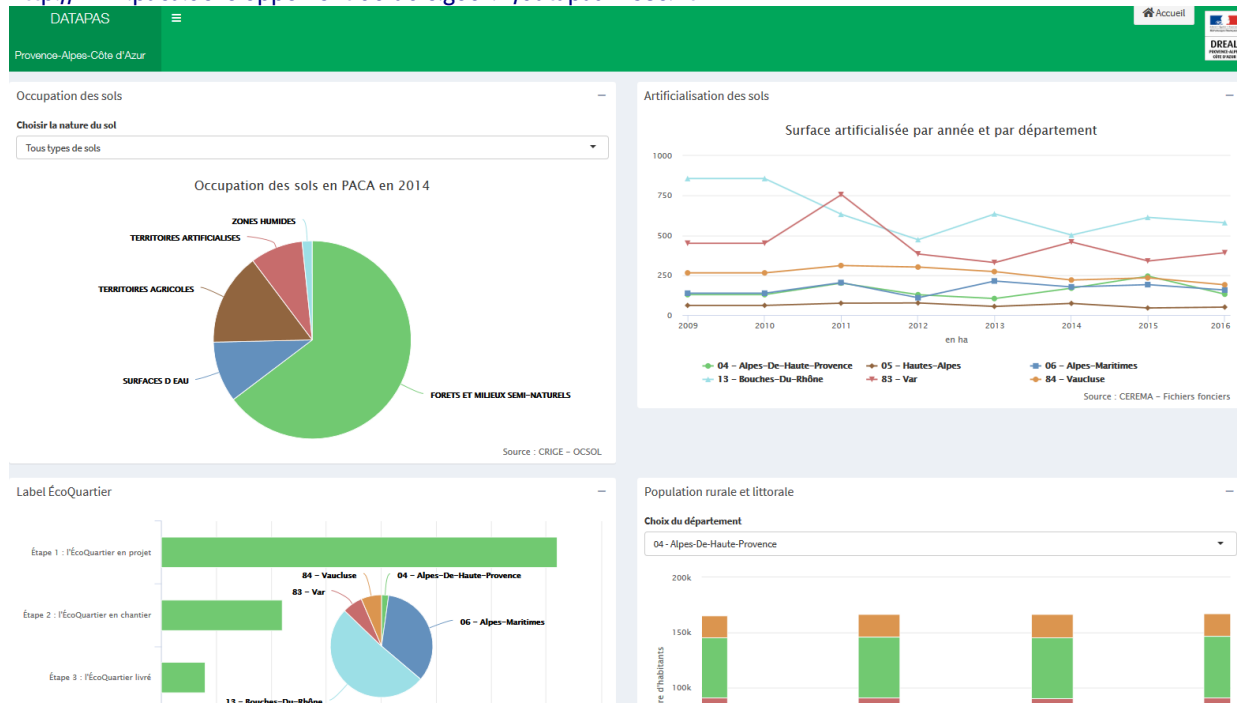 DATAPAS
Accueil
Provence-Alpes-Côte d'Azur
DREAL
Occupation des sols
Choisir la nature du sol
Tous types de sols
Occupation des sols en PACA en 2014
ZONES HUMIDES
TERRITOIRES ARTIFICIALISES
TERRITOIRES AGRICOLES
SURFACES D EAU
FORETS ET MILIEUX SEMI-NATURELS
Source : CRIGE – OCSOL
Artificialisation des sols
Surface artificialisée par année et par département
1000
750
500
250
0
2009 2010 2011 2012 2013 2014 2015 2016
en ha
04 – Alpes-De-Haute-Provence 05 – Hautes-Alpes 06 – Alpes-Maritimes
13 – Bouches-Du-Rhône 83 – Var 84 – Vaucluse
Source : CEREMA – Fichiers fonciers
Label ÉcoQuartier
Étape 1 : l'ÉcoQuartier en projet
Étape 2 : l'ÉcoQuartier en chantier
Étape 3 : l'ÉcoQuartier livré
84 – Vaucluse
04 – Alpes-De-Haute-Provence
83 – Var
06 – Alpes-Maritimes
13 – Bouches-Du-Rhône
Population rurale et littorale
Choix du département
04 - Alpes-De-Haute-Provence
200k
150k
100k
d'habitants